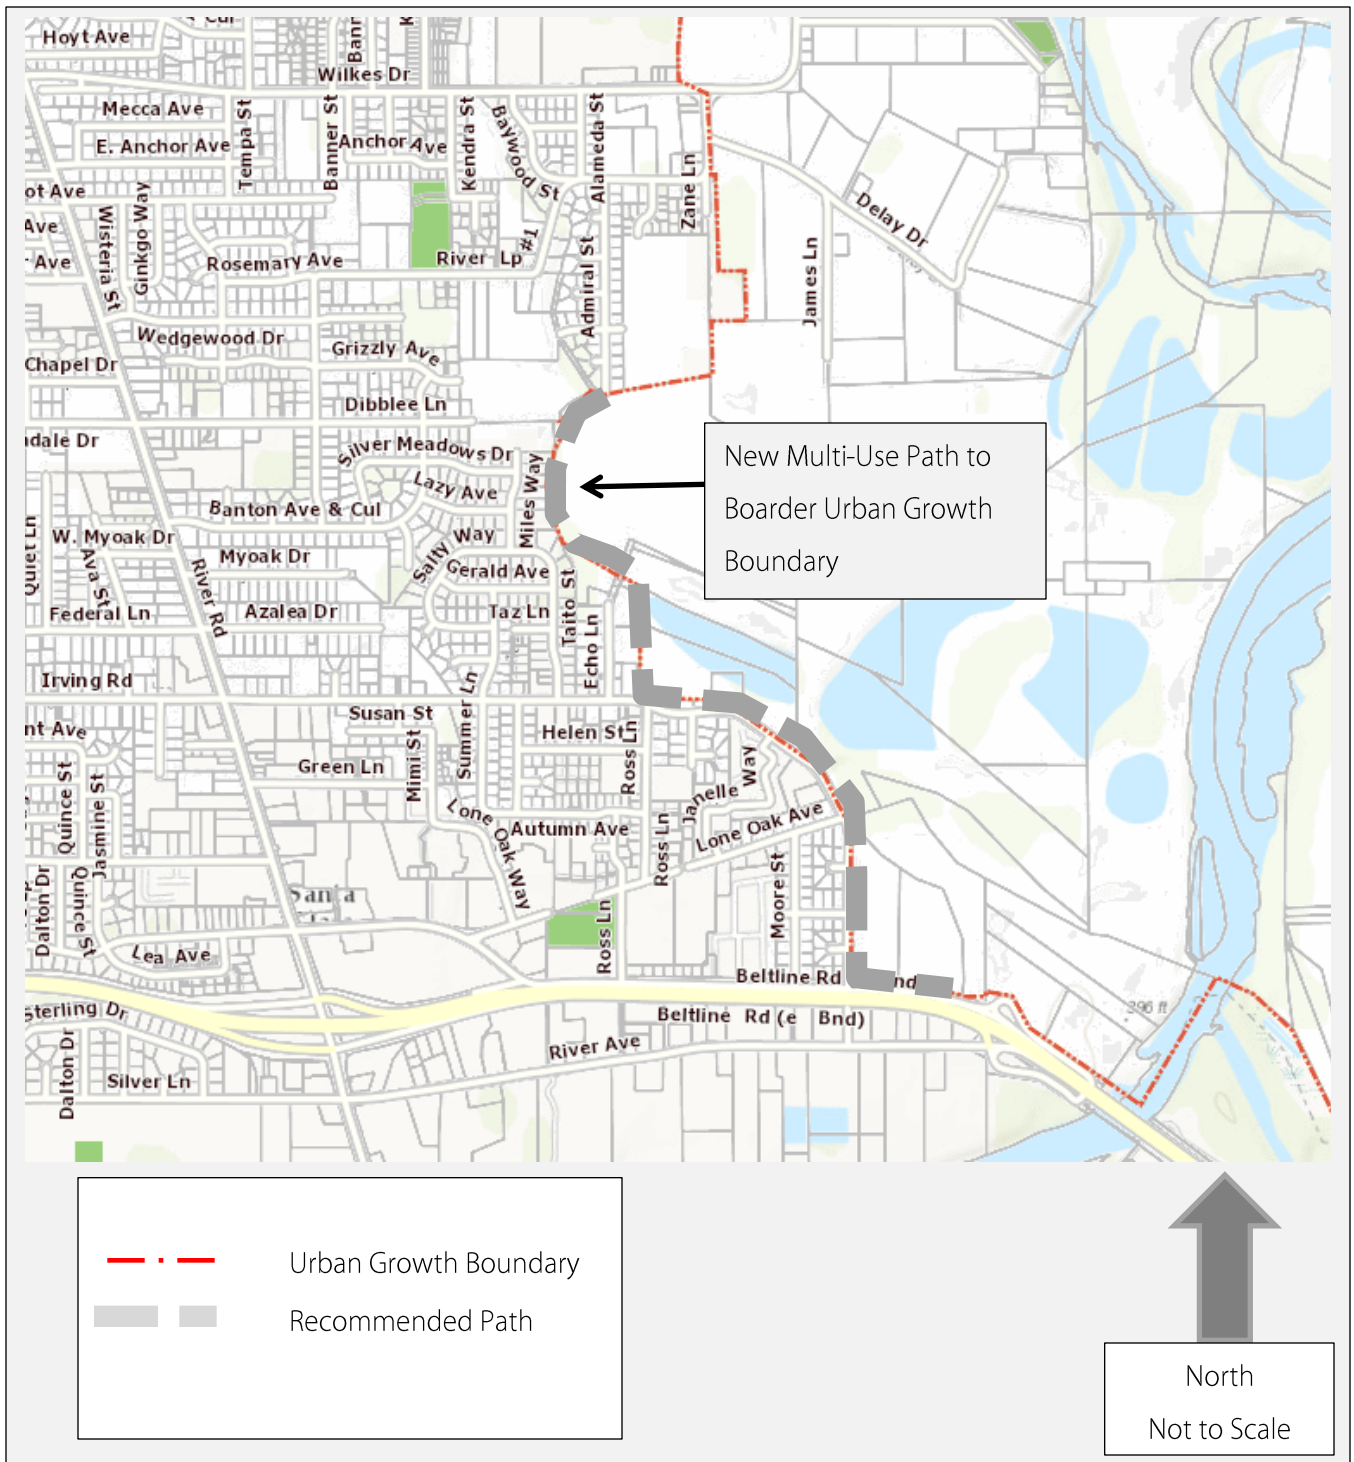 Hoyt Ave
Wilkes Dr
Mecca Ave
E. Anchor Ave
Tempa St
Banner St
Anchor Ave
Kendra St
Baywood St
Alameda St
Zane Ln
ot Ave
Ave
Ave
Wisteria St
Ginkgo Way
Rosemary Ave
River Lp
#1
Admiral St
James Ln
Delay Dr
Wedgewood Dr
Grizzly Ave
Chapel Dr
Dibblee Ln
dale Dr
Silver Meadows Dr
Lazy Ave
Miles Way
Banton Ave & Cul
New Multi-Use Path to
Boarder Urban Growth
Boundary
Quiet Ln
W. Myoak Dr
Ava St
Myoak Dr
Salty Way
Gerald Ave
River Rd
Federal Ln
Azalea Dr
Taz Ln
Taito St
Echo Ln
Irving Rd
Summer Ln
Susan St
nt Ave
Helen St
Ross Ln
Mimi St
Green Ln
Quince St
Jasmine St
Janelle Way
Lone Oak Way
Autumn Ave
Ross Ln
Lone Oak Ave
Moore St
Santa
Dalton Dr
Quince St
Ross Ln
Lea Ave
Beltline Rd
nd
Sterling Dr
Beltline Rd (e Bnd)
396 ft
River Ave
Dalton Dr
Silver Ln
Urban Growth Boundary
Recommended Path
North
Not to Scale